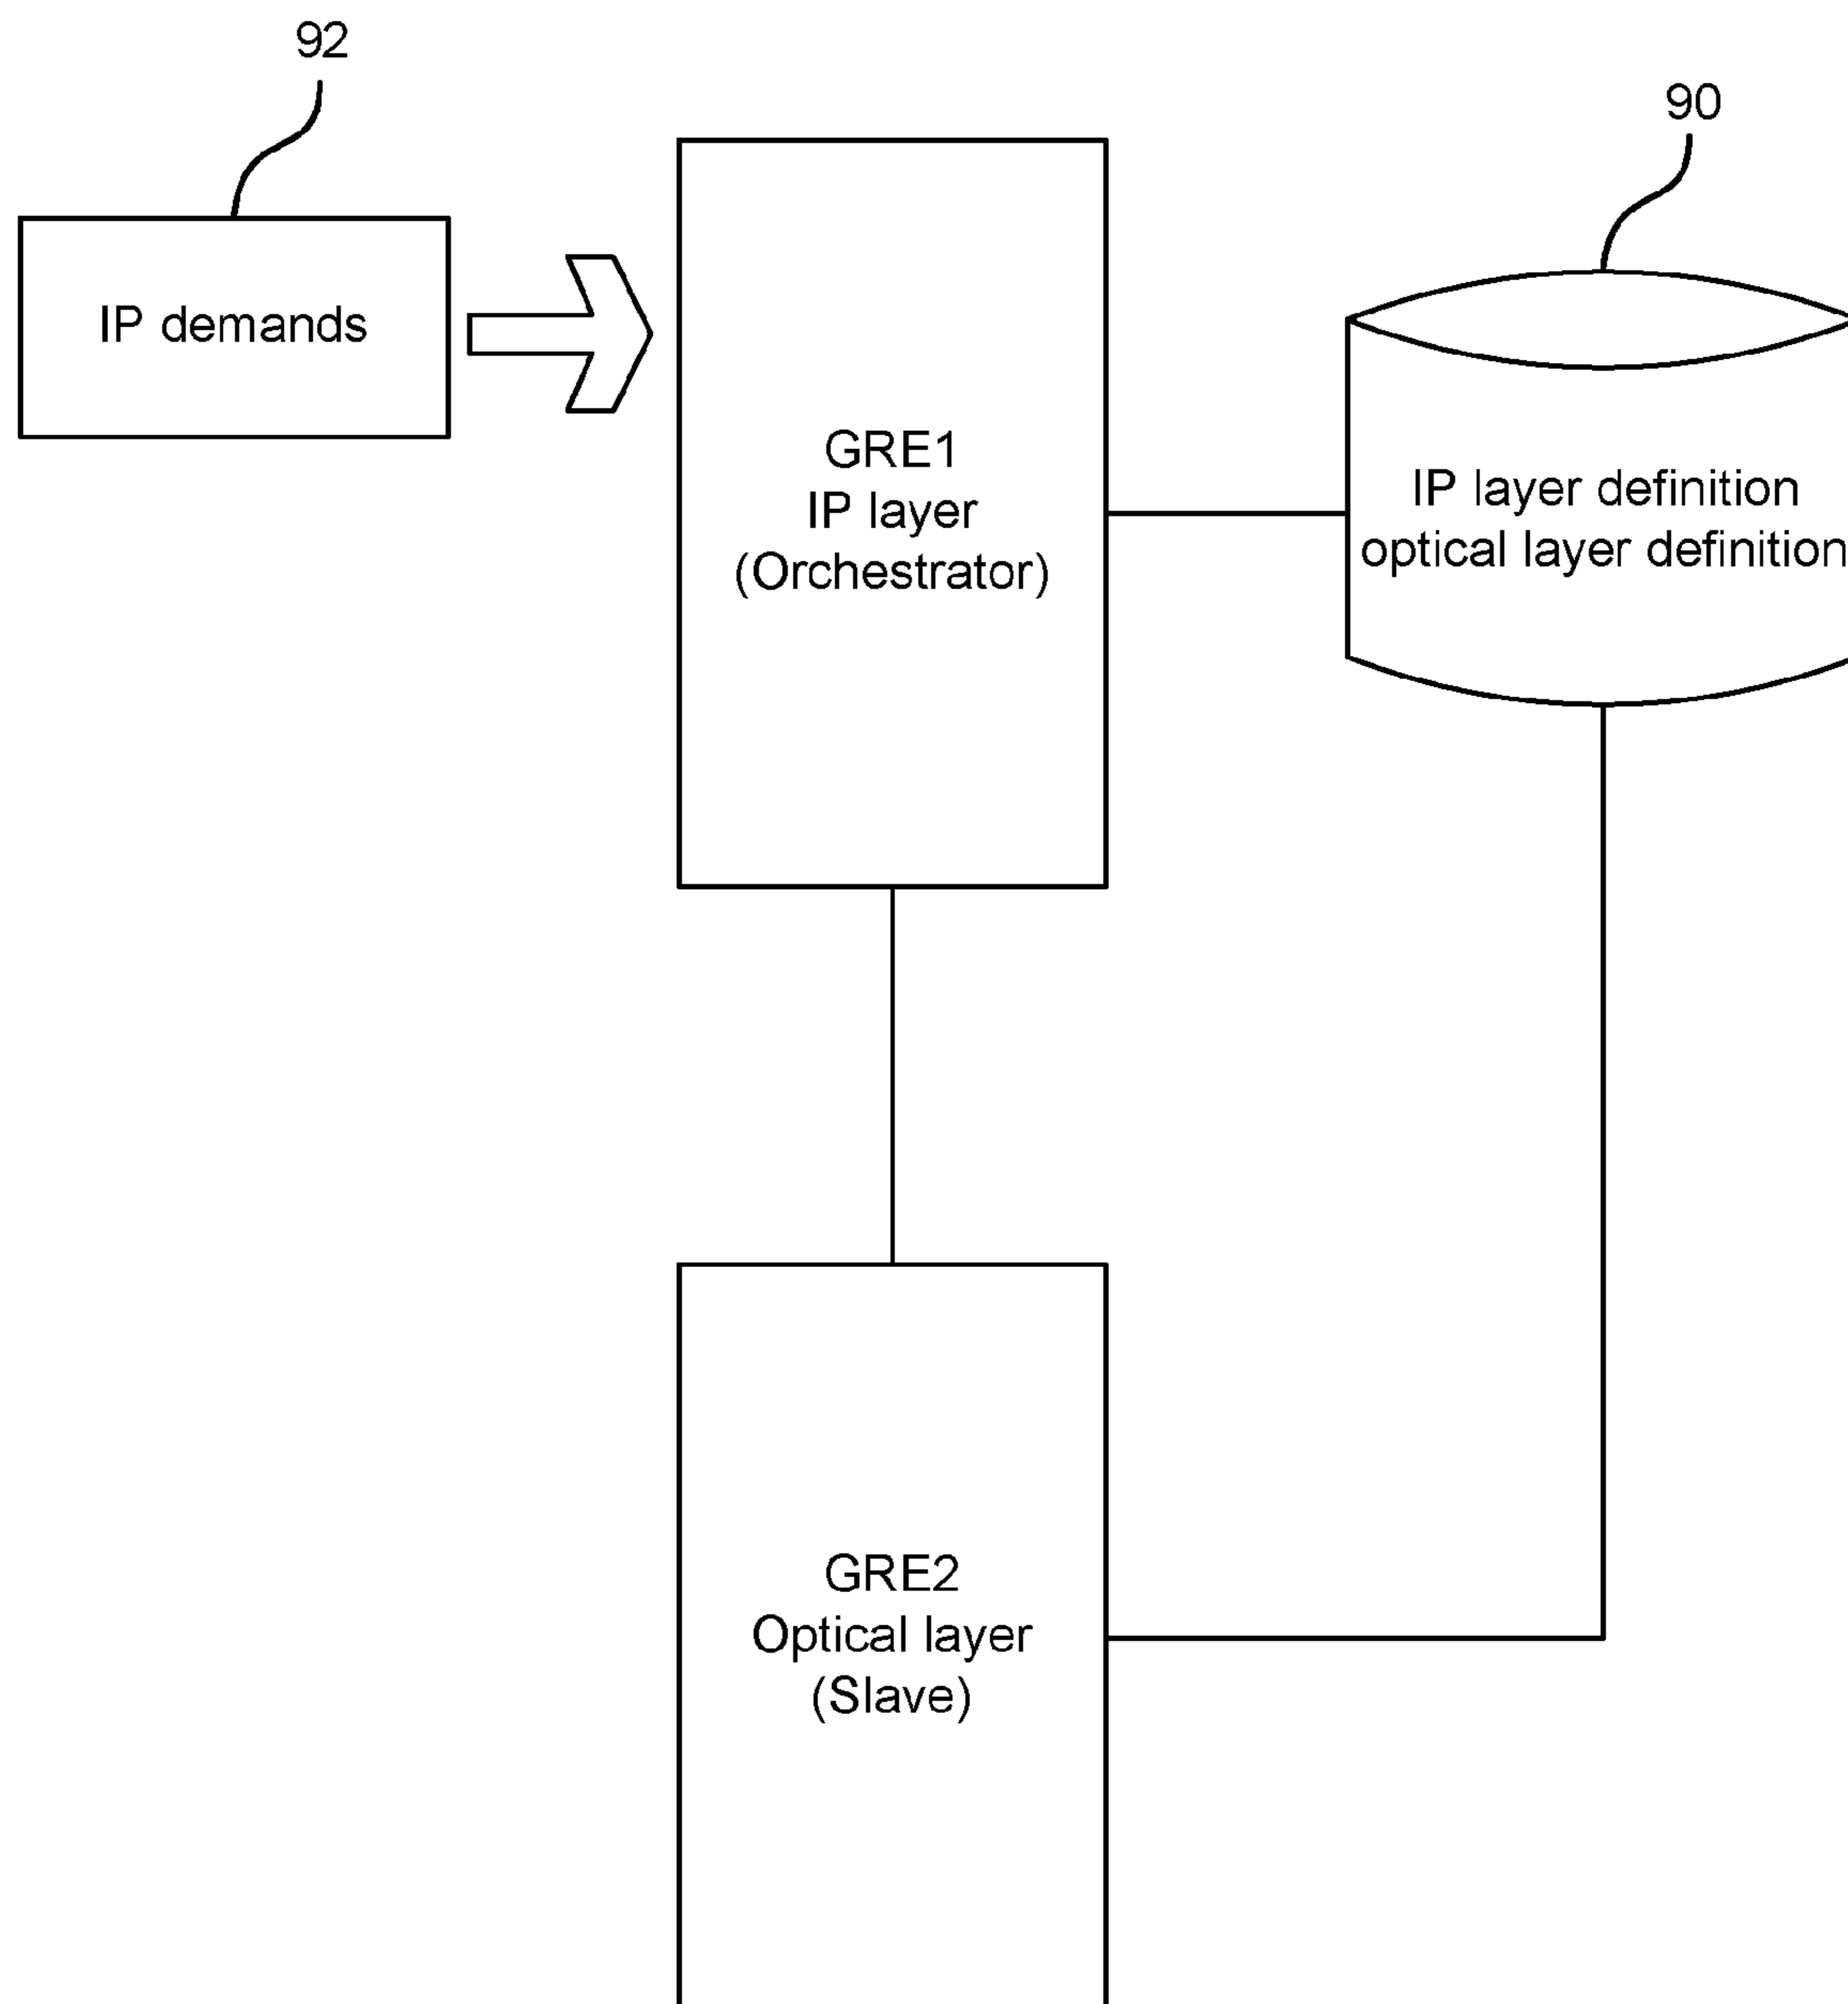 92
90
IP demands
GRE1
IP layer
(Orchestrator)
IP layer definition
optical layer definition
GRE2
Optical layer
(Slave)